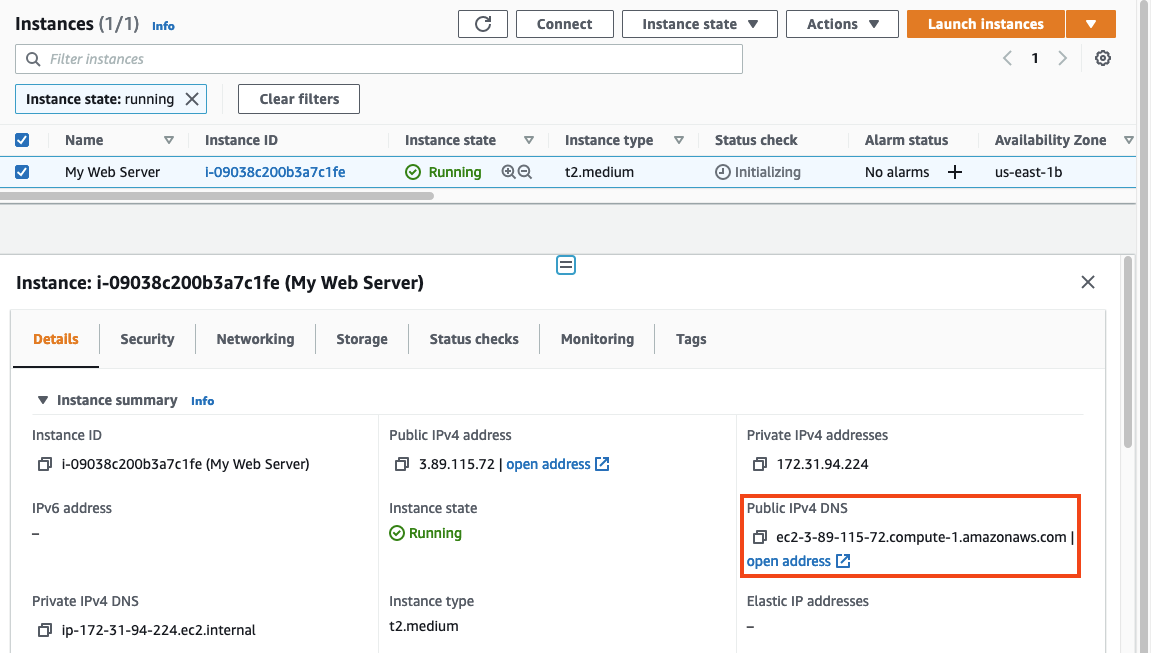 Instances (1/1) Info Connect Instance state Actions Launch instances
Filter instances 1
Instance state: running Clear filters
Name Instance ID Instance state Instance type Status check Alarm status Availability Zone
My Web Server i-09038c200b3a7c1fe Running t2.medium Initializing No alarms us-east-1b
Instance: i-09038c200b3a7c1fe (My Web Server)
Details Security Networking Storage Status checks Monitoring Tags
Instance summary Info
Instance ID Public IPv4 address Private IPv4 addresses
i-09038c200b3a7c1fe (My Web Server) 3.89.115.72 | open address 172.31.94.224
IPv6 address Instance state Public IPv4 DNS
– Running ec2-3-89-115-72.compute-1.amazonaws.com |
open address
Private IPv4 DNS Instance type Elastic IP addresses
ip-172-31-94-224.ec2.internal t2.medium –